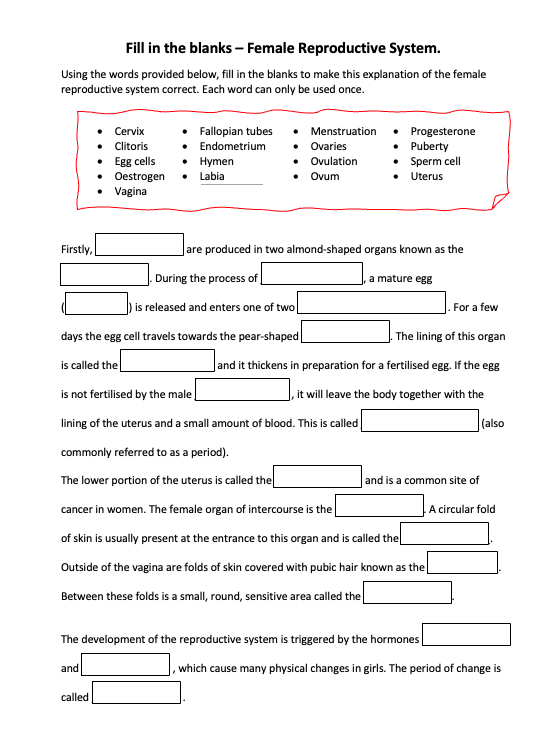 Fill in the blanks – Female Reproductive System.
Using the words provided below, fill in the blanks to make this explanation of the female
reproductive system correct. Each word can only be used once.
• Cervix • Fallopian tubes • Menstruation • Progesterone
• Clitoris • Endometrium • Ovaries • Puberty
• Egg cells • Hymen • Ovulation • Sperm cell
• Oestrogen • Labia • Ovum • Uterus
• Vagina
Firstly, are produced in two almond-shaped organs known as the
. During the process of , a mature egg
( ) is released and enters one of two . For a few
days the egg cell travels towards the pear-shaped . The lining of this organ
is called the and it thickens in preparation for a fertilised egg. If the egg
is not fertilised by the male , it will leave the body together with the
lining of the uterus and a small amount of blood. This is called (also
commonly referred to as a period).
The lower portion of the uterus is called the and is a common site of
cancer in women. The female organ of intercourse is the . A circular fold
of skin is usually present at the entrance to this organ and is called the .
Outside of the vagina are folds of skin covered with pubic hair known as the .
Between these folds is a small, round, sensitive area called the .
The development of the reproductive system is triggered by the hormones
and , which cause many physical changes in girls. The period of change is
called .